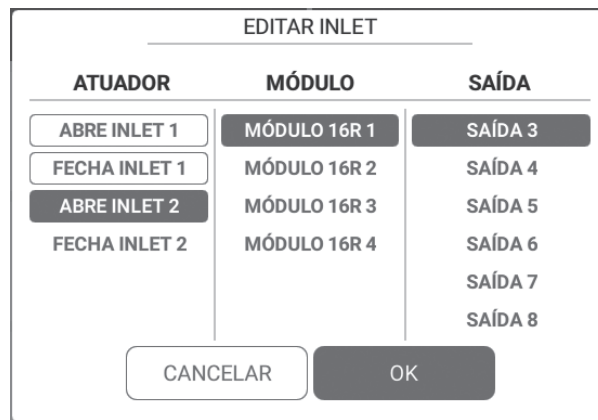 EDITAR INLET
ATUADOR MÓDULO SAÍDA
ABRE INLET 1 MÓDULO 16R 1 SAÍDA 3
FECHA INLET 1 MÓDULO 16R 2 SAÍDA 4
ABRE INLET 2 MÓDULO 16R 3 SAÍDA 5
FECHA INLET 2 MÓDULO 16R 4 SAÍDA 6
SAÍDA 7
SAÍDA 8
CANCELAR OK